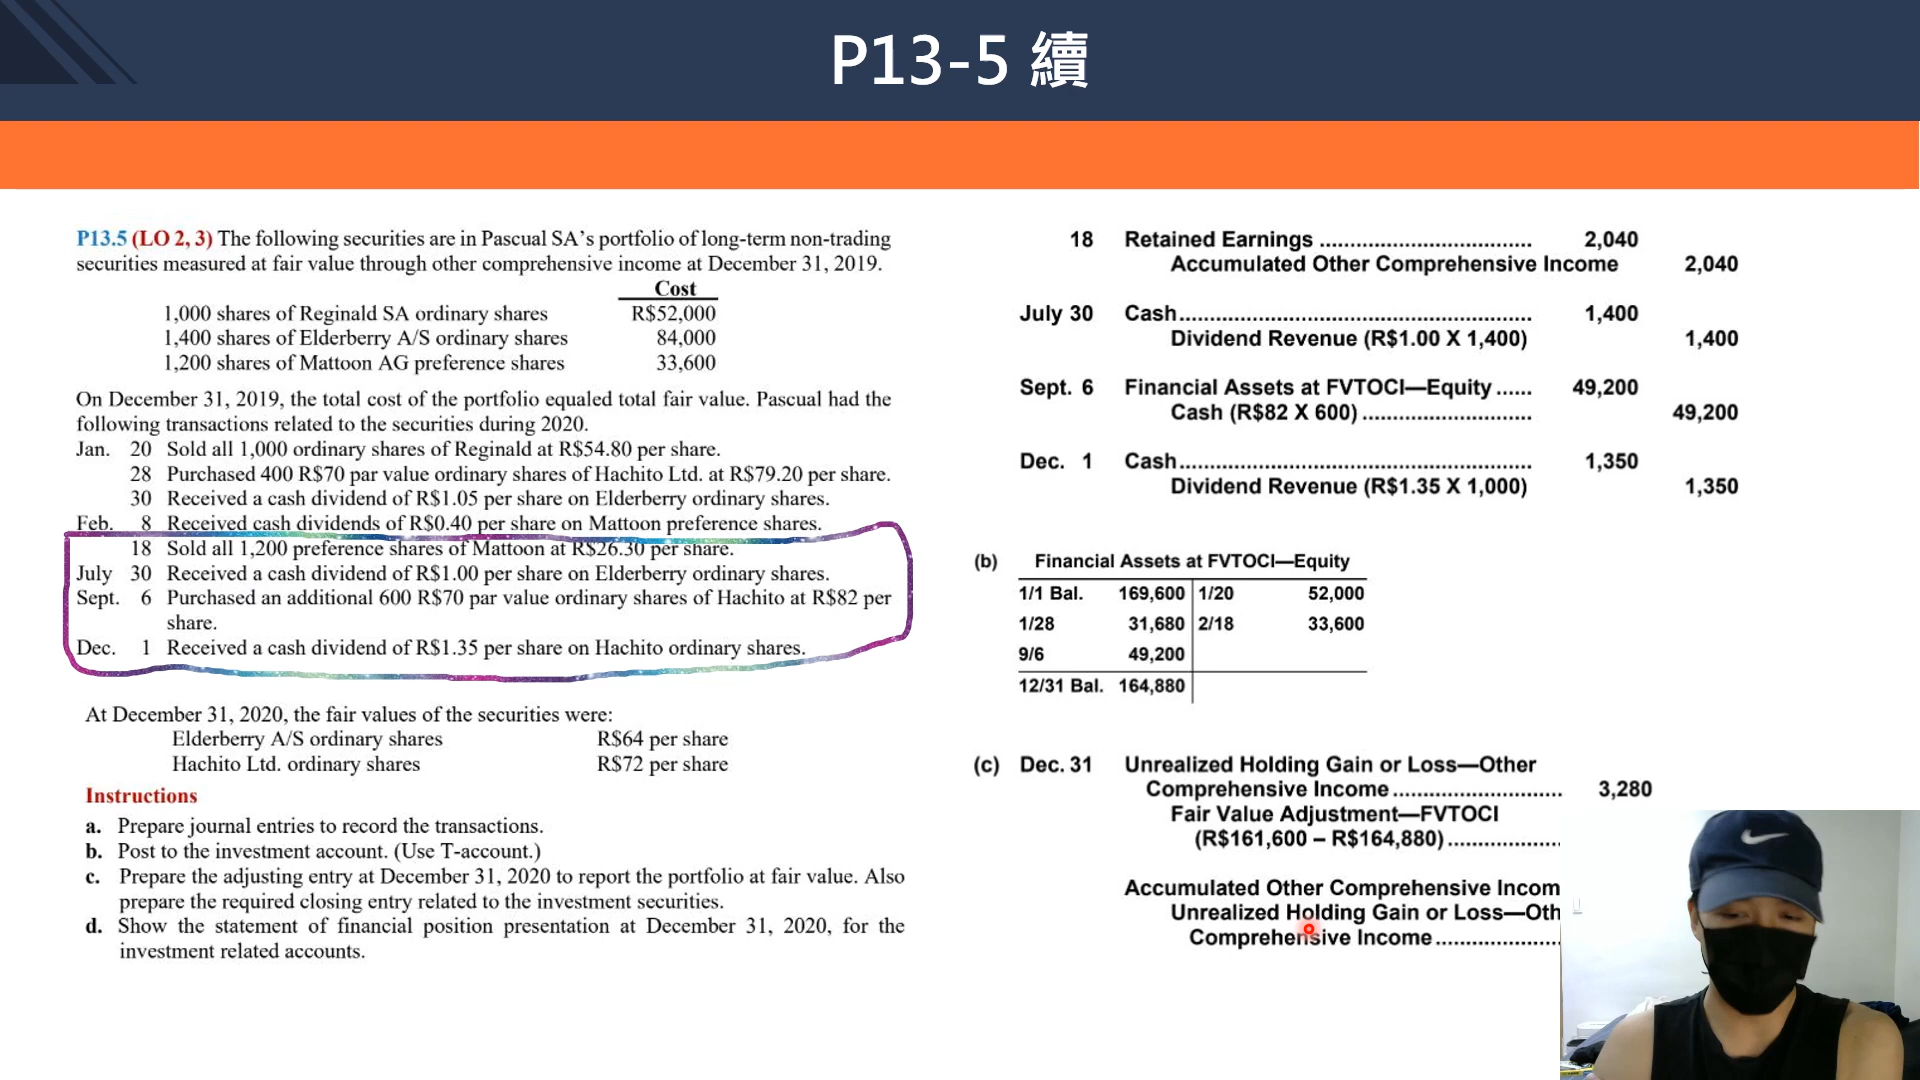 P13-5 續
P13.5 (LO 2, 3) The following securities are in Pascual SA's portfolio of long-term non-trading
securities measured at fair value through other comprehensive income at December 31, 2019.
Cost
1,000 shares of Reginald SA ordinary shares R$52,000
1,400 shares of Elderberry A/S ordinary shares 84,000
1,200 shares of Mattoon AG preference shares 33,600
On December 31, 2019, the total cost of the portfolio equaled total fair value. Pascual had the
following transactions related to the securities during 2020.
Jan. 20 Sold all 1,000 ordinary shares of Reginald at R$54.80 per share.
28 Purchased 400 R$70 par value ordinary shares of Hachito Ltd. at R$79.20 per share.
30 Received a cash dividend of R$1.05 per share on Elderberry ordinary shares.
Feb. 8 Received cash dividends of R$0.40 per share on Mattoon preference shares.
18 Sold all 1,200 preference shares of Mattoon at R$26.30 per share.
July 30 Received a cash dividend of R$1.00 per share on Elderberry ordinary shares.
Sept. 6 Purchased an additional 600 R$70 par value ordinary shares of Hachito at R$82 per
share.
Dec. 1 Received a cash dividend of R$1.35 per share on Hachito ordinary shares.
At December 31, 2020, the fair values of the securities were:
Elderberry A/S ordinary shares R$64 per share
Hachito Ltd. ordinary shares R$72 per share
Instructions
a. Prepare journal entries to record the transactions.
b. Post to the investment account. (Use T-account.)
c. Prepare the adjusting entry at December 31, 2020 to report the portfolio at fair value. Also
prepare the required closing entry related to the investment securities.
d. Show the statement of financial position presentation at December 31, 2020, for the
investment related accounts.
18 Retained Earnings ................................... 2,040
Accumulated Other Comprehensive Income 2,040
July 30 Cash.......................................................... 1,400
Dividend Revenue (R$1.00 X 1,400) 1,400
Sept. 6 Financial Assets at FVTOCI—Equity ...... 49,200
Cash (R$82 X 600) ............................ 49,200
Dec. 1 Cash.......................................................... 1,350
Dividend Revenue (R$1.35 X 1,000) 1,350
(b) Financial Assets at FVTOCI—Equity
1/1 Bal. 169,600 1/20 52,000
1/28 31,680 2/18 33,600
9/6 49,200
12/31 Bal. 164,880
(c) Dec. 31 Unrealized Holding Gain or Loss—Other
Comprehensive Income ............................ 3,280
Fair Value Adjustment—FVTOCI
(R$161,600 – R$164,880) ...................
Accumulated Other Comprehensive Incom
Unrealized Holding Gain or Loss—Oth
Comprehensive Income .....................